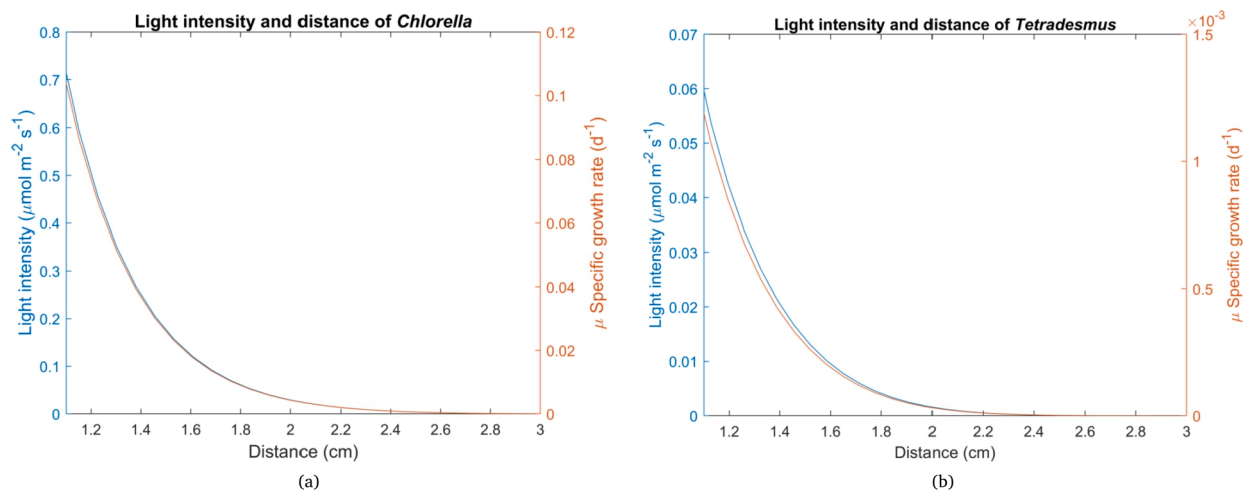 Light intensity and distance of Chlorella
0.8
0.7
0.6
0.5
0.4
0.3
0.2
0.1
0
Light intensity (μmol m⁻² s⁻¹)
0.12
0.1
0.08
0.06
0.04
0.02
0
μ Specific growth rate (d⁻¹)
1.2 1.4 1.6 1.8 2 2.2 2.4 2.6 2.8 3
Distance (cm)
(a)
Light intensity and distance of Tetradesmus
0.07
0.06
0.05
0.04
0.03
0.02
0.01
0
Light intensity (μmol m⁻² s⁻¹)
×10⁻³
1.5
1
0.5
0
μ Specific growth rate (d⁻¹)
1.2 1.4 1.6 1.8 2 2.2 2.4 2.6 2.8 3
Distance (cm)
(b)